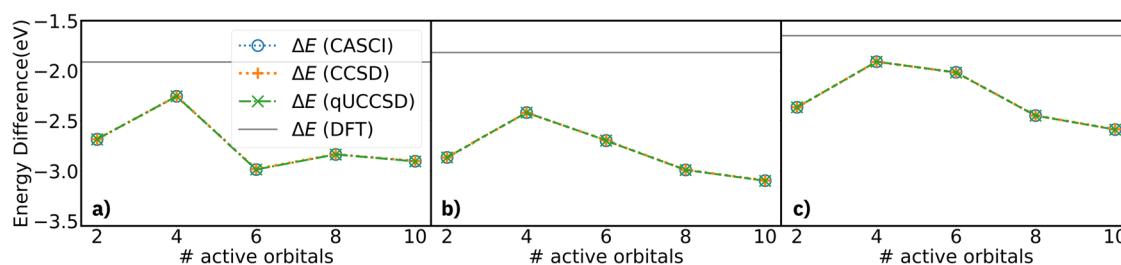 Energy Difference(eV)
−1.5
−2.0
−2.5
−3.0
−3.5
ΔE (CASCI)
ΔE (CCSD)
ΔE (qUCCSD)
ΔE (DFT)
a)
b)
c)
2 4 6 8 10 2 4 6 8 10 2 4 6 8 10
# active orbitals # active orbitals # active orbitals